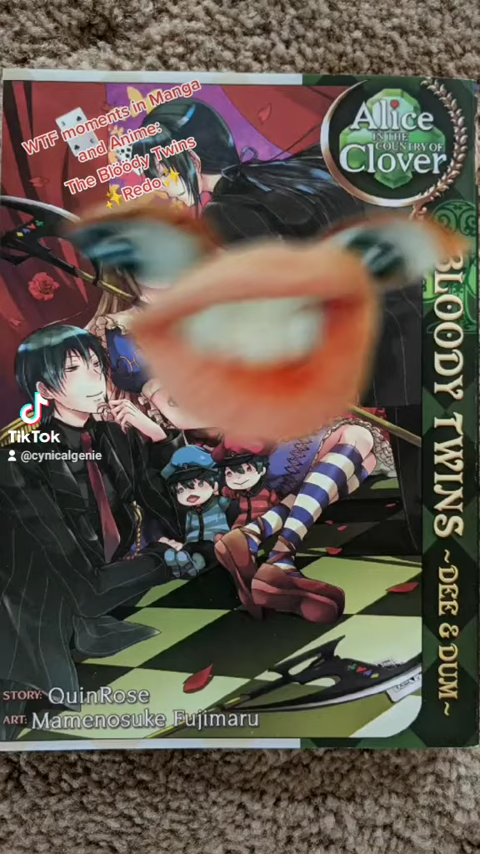 WTF moments in Manga
and Anime:
The Blöödy Twins
✨Redo✨
Alice
IN THE
COUNTRY OF
Clover
BLOODY TWINS ~DEE & DUM~
TikTok
@cynicalgenie
STORY: QuinRose
ART: Mamenosuke Fujimaru